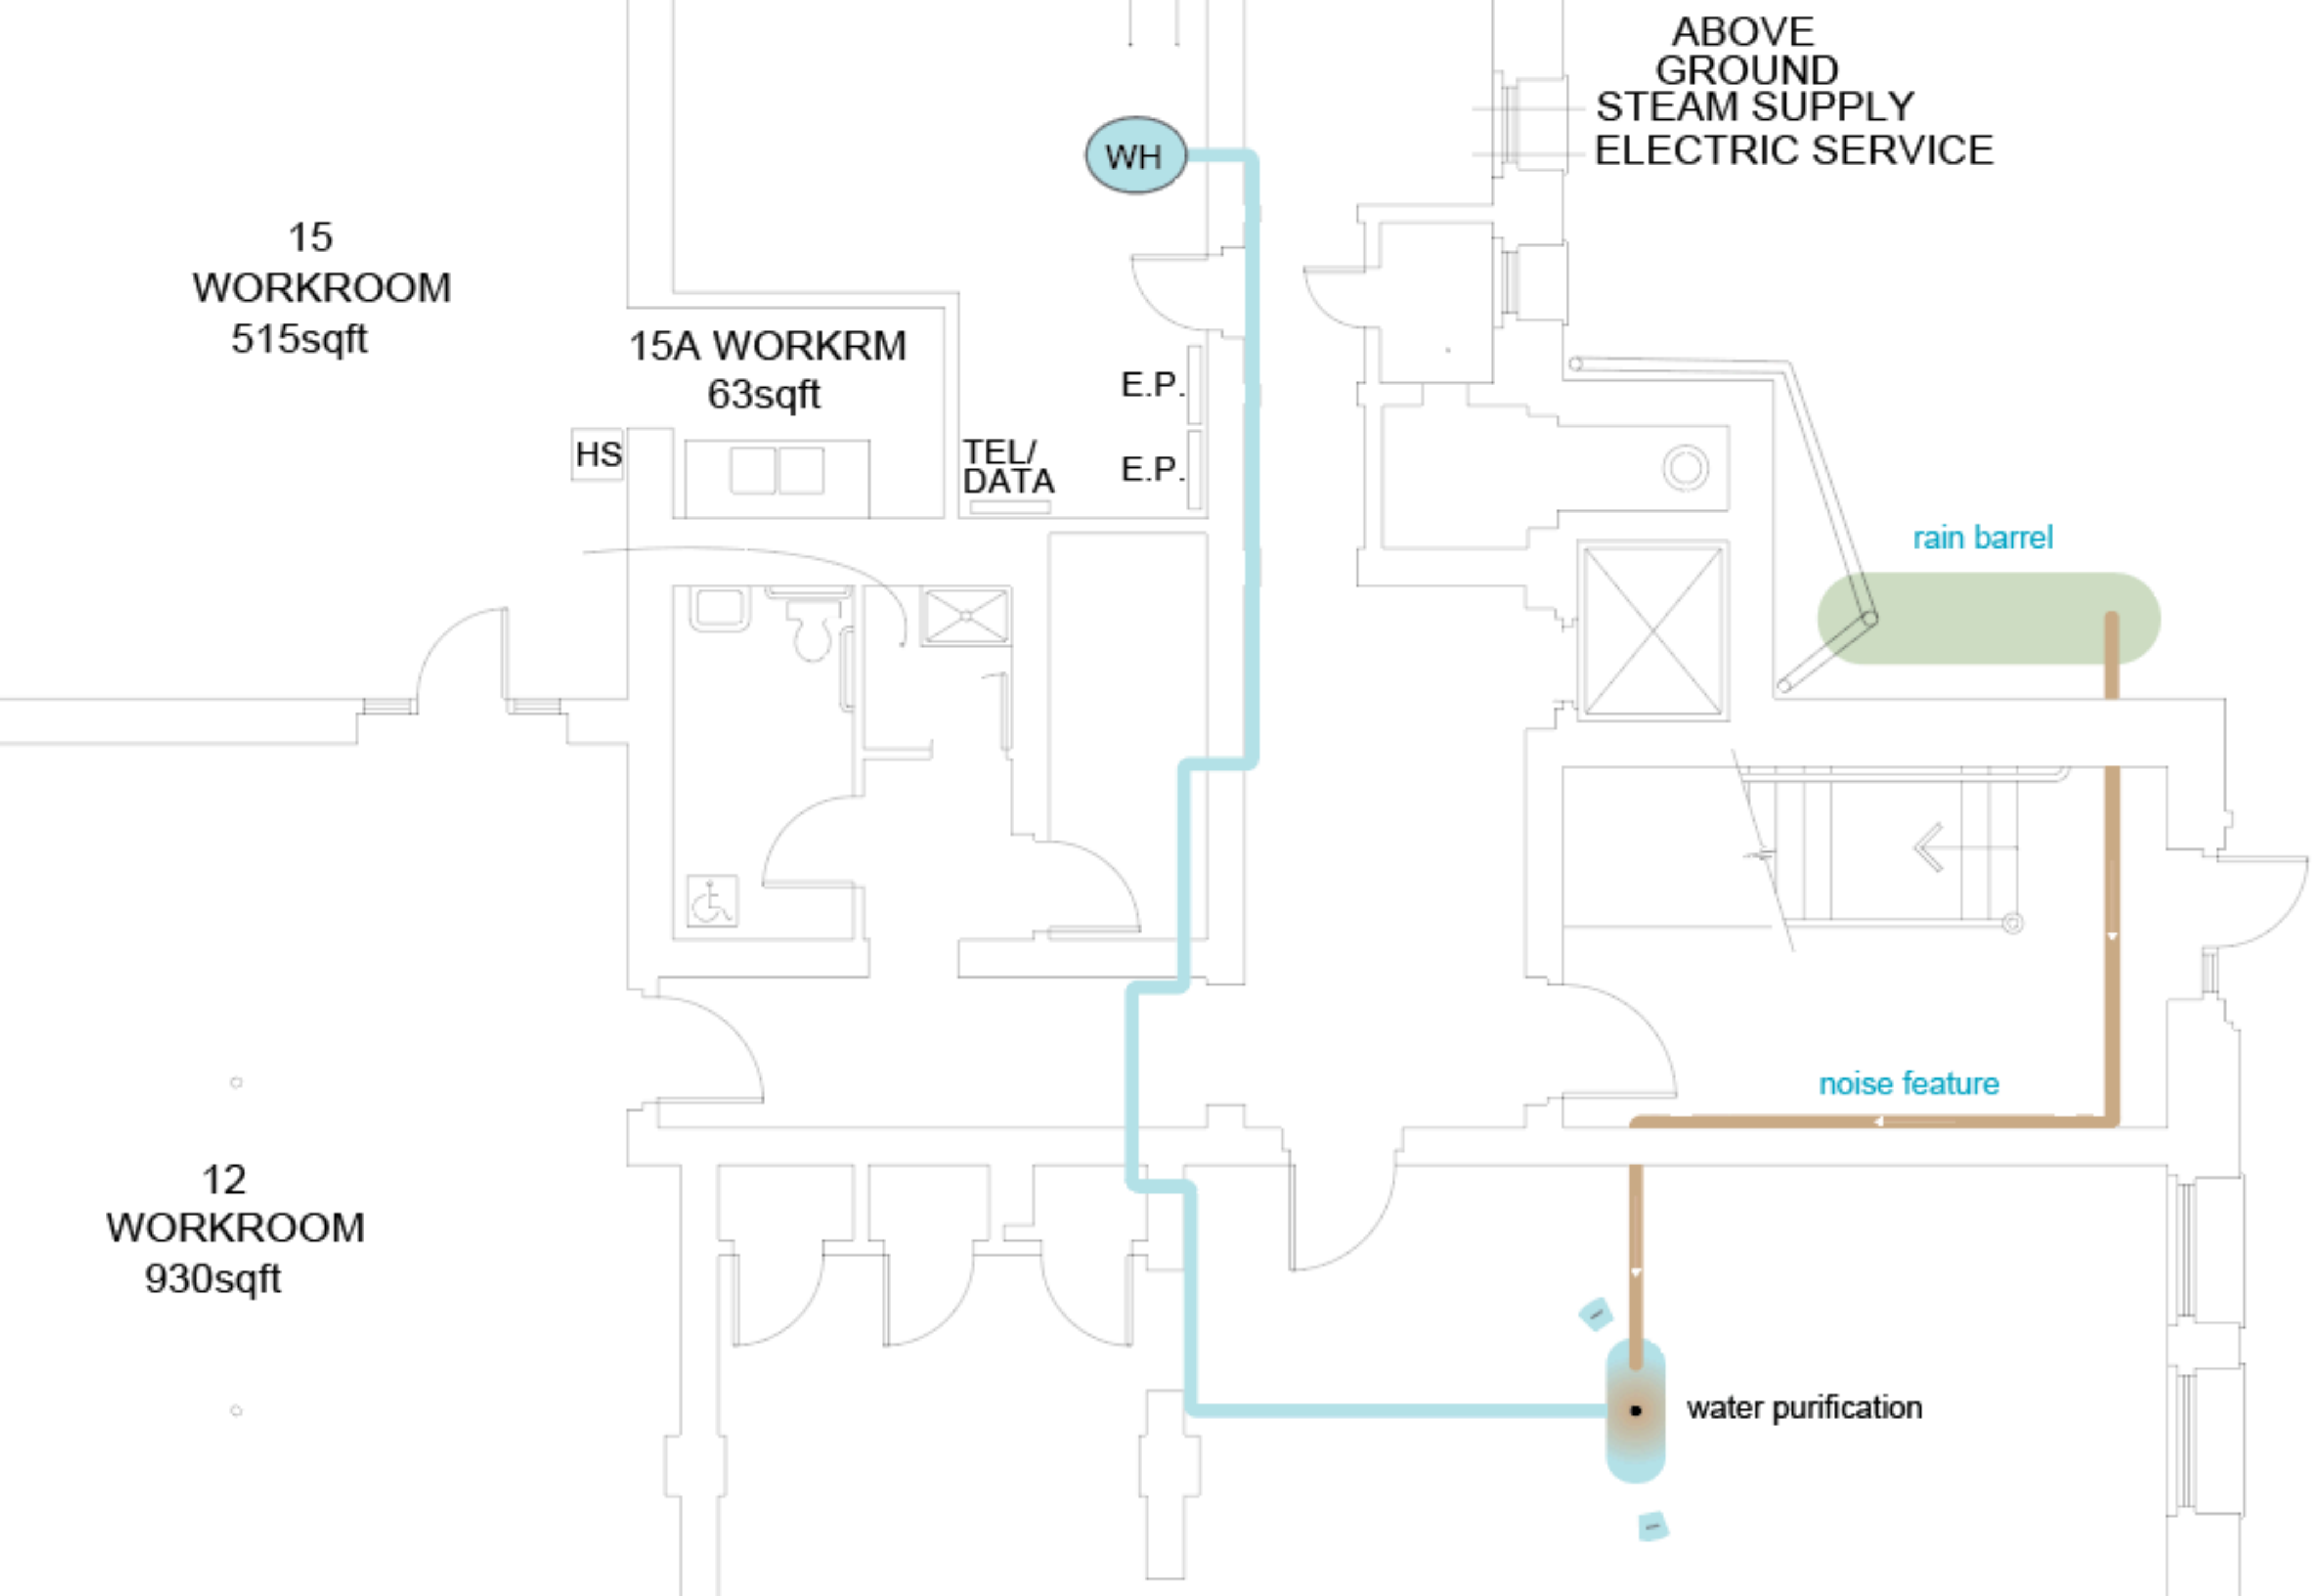 ABOVE
GROUND
STEAM SUPPLY
ELECTRIC SERVICE
WH
15
WORKROOM
515sqft
15A WORKRM
63sqft
E.P.
HS
TEL/
DATA
E.P.
rain barrel
noise feature
12
WORKROOM
930sqft
water purification